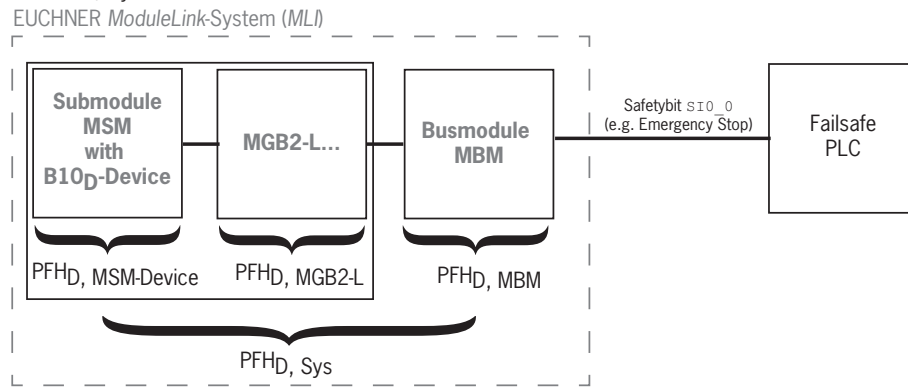 EUCHNER ModuleLink-System (MLI)
Submodule
MSM
with
B10D-Device
MGB2-L...
Busmodule
MBM
Safetybit SI0_0
(e.g. Emergency Stop)
Failsafe
PLC
PFHD, MSM-Device
PFHD, MGB2-L
PFHD, MBM
PFHD, Sys